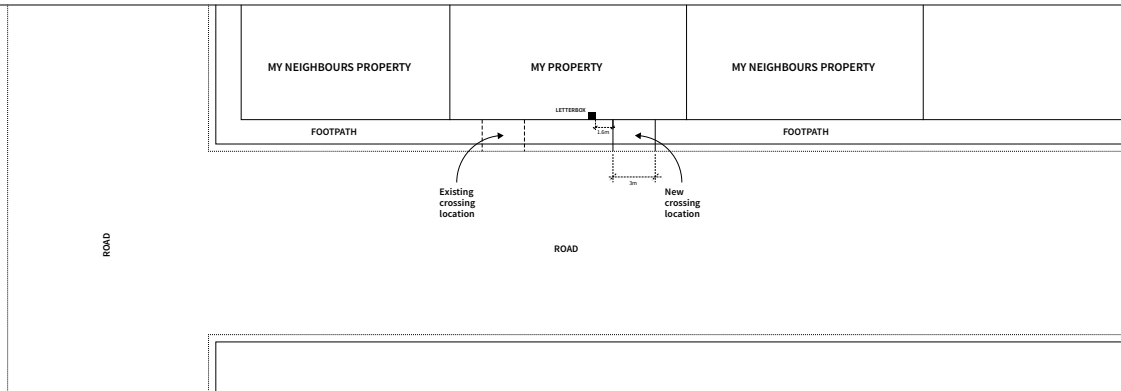 MY NEIGHBOURS PROPERTY
MY PROPERTY
MY NEIGHBOURS PROPERTY
LETTERBOX
FOOTPATH
1.6m
FOOTPATH
3m
Existing
crossing
location
New
crossing
location
ROAD
ROAD